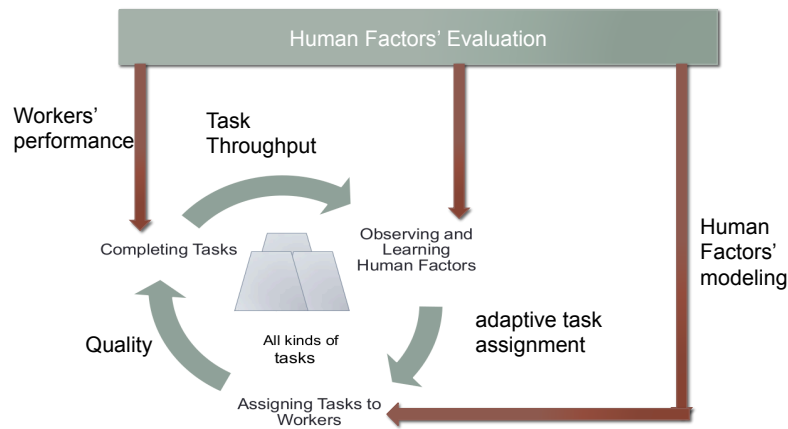 Human Factors' Evaluation
Workers'
performance
Task
Throughput
Completing Tasks
Observing and
Learning
Human Factors
Human
Factors'
modeling
Quality
All kinds of
tasks
adaptive task
assignment
Assigning Tasks to
Workers